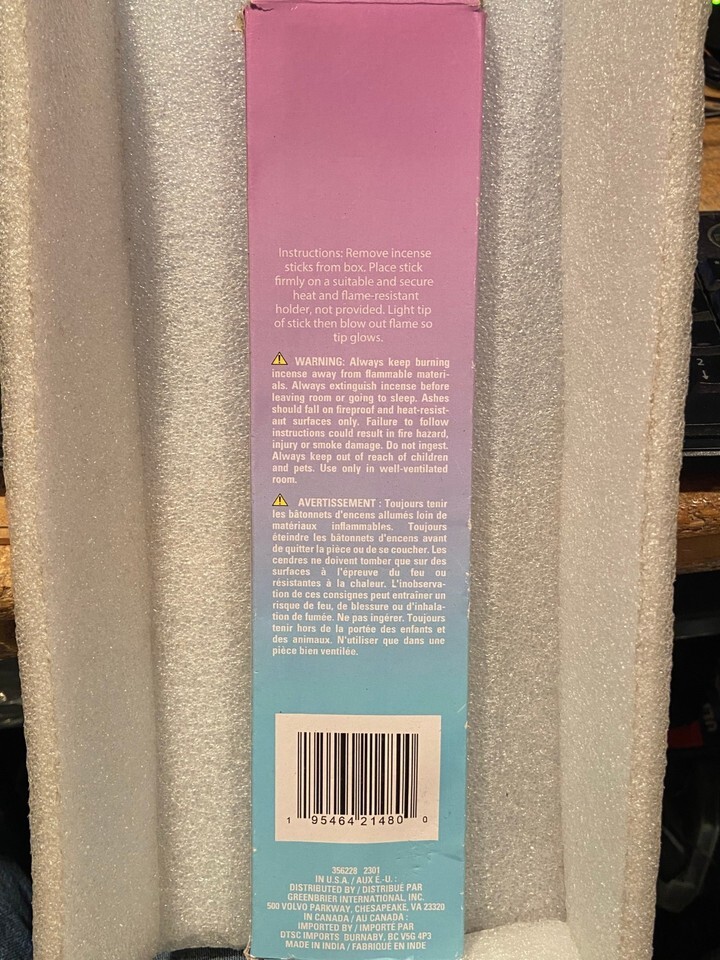 Instructions: Remove incense
sticks from box. Place stick
firmly on a suitable and secure
heat and flame-resistant
holder, not provided. Light tip
of stick then blow out flame so
tip glows.
WARNING: Always keep burning
incense away from flammable materi-
als. Always extinguish incense before
leaving room or going to sleep. Ashes
should fall on fireproof and heat-resist-
ant surfaces only. Failure to follow
instructions could result in fire hazard,
injury or smoke damage. Do not ingest.
Always keep out of reach of children
and pets. Use only in well-ventilated
room.
AVERTISSEMENT : Toujours tenir
les bâtonnets d'encens allumés loin de
matériaux inflammables. Toujours
éteindre les bâtonnets d'encens avant
de quitter la pièce ou de se coucher. Les
cendres ne doivent tomber que sur des
surfaces à l'épreuve du feu ou
résistantes à la chaleur. L'inobserva-
tion de ces consignes peut entraîner un
risque de feu, de blessure ou d'inhala-
tion de fumée. Ne pas ingérer. Toujours
tenir hors de la portée des enfants et
des animaux. N'utiliser que dans une
pièce bien ventilée.
1 95464 21480 0
356228 2301
IN U.S.A. / AUX É.-U. :
DISTRIBUTED BY / DISTRIBUÉ PAR
GREENBRIER INTERNATIONAL, INC.
500 VOLVO PARKWAY, CHESAPEAKE, VA 23320
IN CANADA / AU CANADA :
IMPORTED BY / IMPORTÉ PAR
DTSC IMPORTS BURNABY, BC V5G 4P3
MADE IN INDIA / FABRIQUÉ EN INDE
2